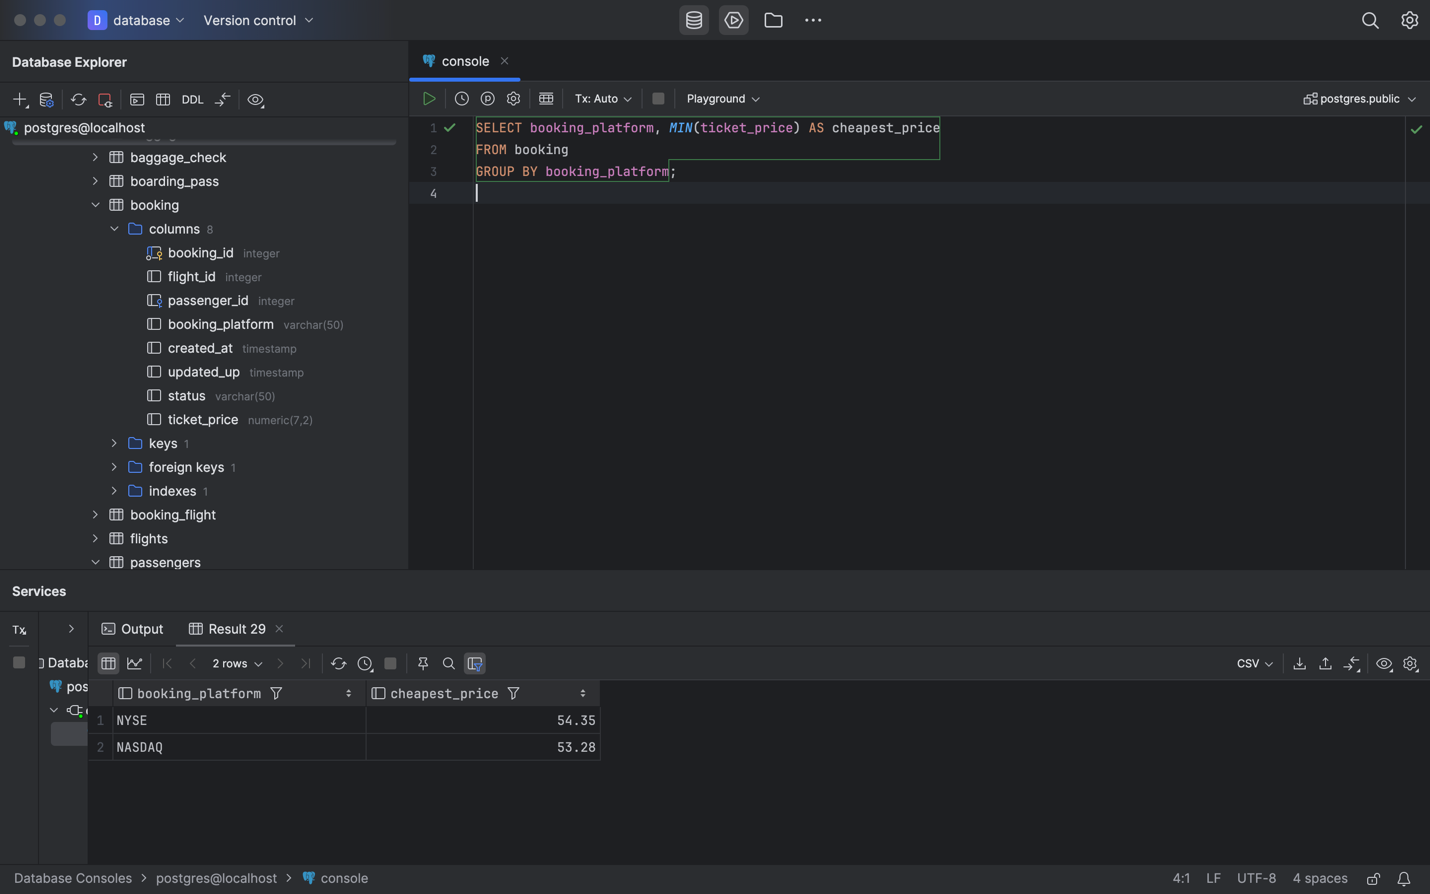 D database
Version control
Database Explorer
console
DDL
Tx: Auto
Playground
postgres.public
postgres@localhost
baggage_check
boarding_pass
booking
columns 8
booking_id integer
flight_id integer
passenger_id integer
booking_platform varchar(50)
created_at timestamp
updated_up timestamp
status varchar(50)
ticket_price numeric(7,2)
keys 1
foreign keys 1
indexes 1
booking_flight
flights
passengers
1 SELECT booking_platform, MIN(ticket_price) AS cheapest_price
2 FROM booking
3 GROUP BY booking_platform;
4
Services
Tx
Output
Result 29
2 rows
CSV
Databa
pos
booking_platform cheapest_price
1 NYSE 54.35
2 NASDAQ 53.28
Database Consoles > postgres@localhost > console
4:1 LF UTF-8 4 spaces